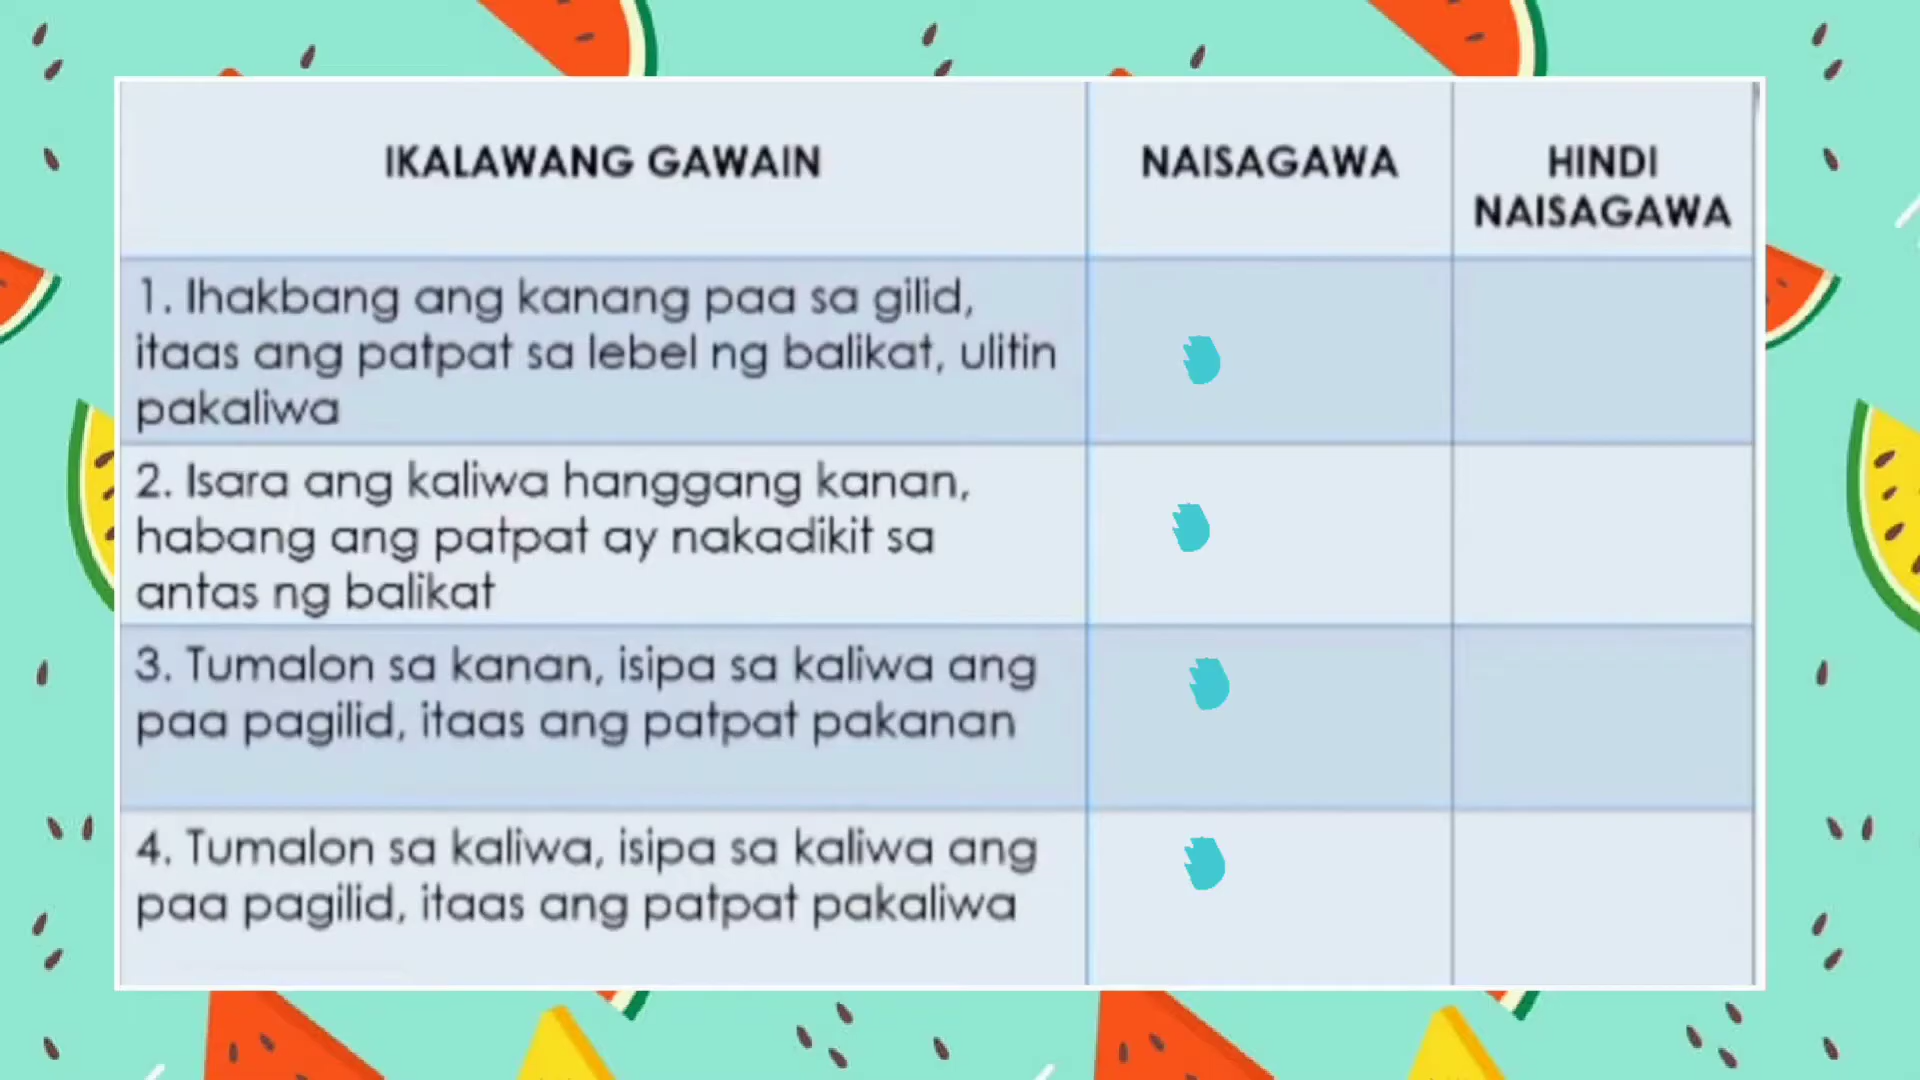 IKALAWANG GAWAIN
NAISAGAWA
HINDI
NAISAGAWA
1. Ihakbang ang kanang paa sa gilid,
itaas ang patpat sa lebel ng balikat, ulitin
pakaliwa
2. Isara ang kaliwa hanggang kanan,
habang ang patpat ay nakadikit sa
antas ng balikat
3. Tumalon sa kanan, isipa sa kaliwa ang
paa pagilid, itaas ang patpat pakanan
4. Tumalon sa kaliwa, isipa sa kaliwa ang
paa pagilid, itaas ang patpat pakaliwa